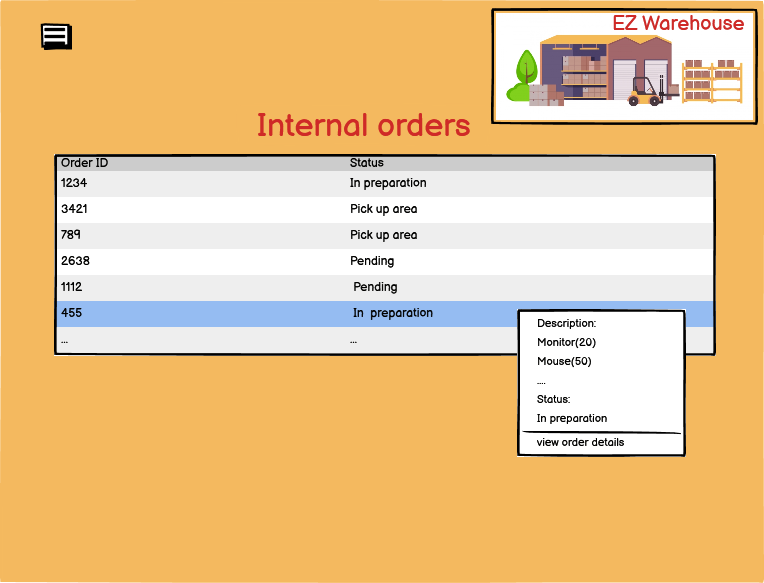 EZ Warehouse
Internal orders
Order ID Status
1234 In preparation
3421 Pick up area
789 Pick up area
2638 Pending
1112 Pending
455 In preparation
... ...
Description:
Monitor(20)
Mouse(50)
....
Status:
In preparation
view order details